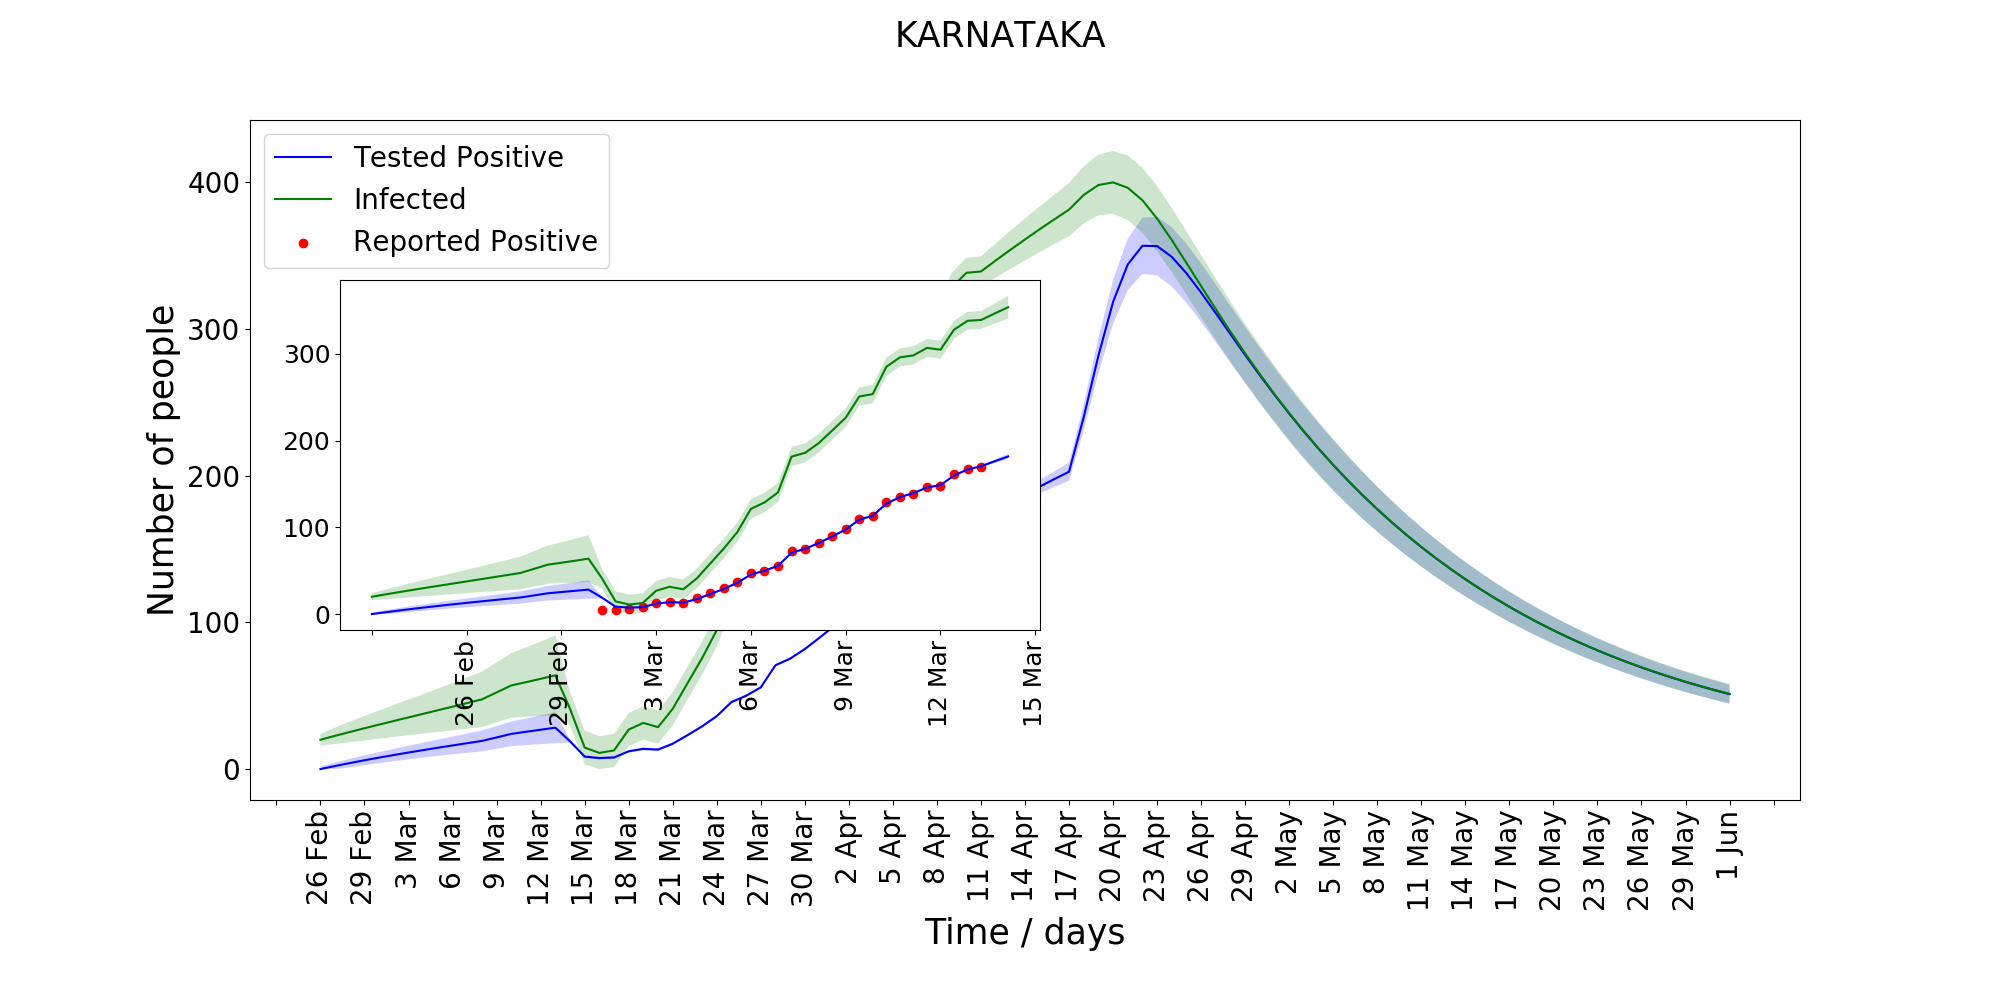 KARNATAKA
Tested Positive
Infected
Reported Positive
Number of people
400
300
200
100
0
300
200
100
0
26 Feb 29 Feb 3 Mar 6 Mar 9 Mar 12 Mar 15 Mar
26 Feb 29 Feb 3 Mar 6 Mar 9 Mar 12 Mar 15 Mar 18 Mar 21 Mar 24 Mar 27 Mar 30 Mar 2 Apr 5 Apr 8 Apr 11 Apr 14 Apr 17 Apr 20 Apr 23 Apr 26 Apr 29 Apr 2 May 5 May 8 May 11 May 14 May 17 May 20 May 23 May 26 May 29 May 1 Jun
Time / days